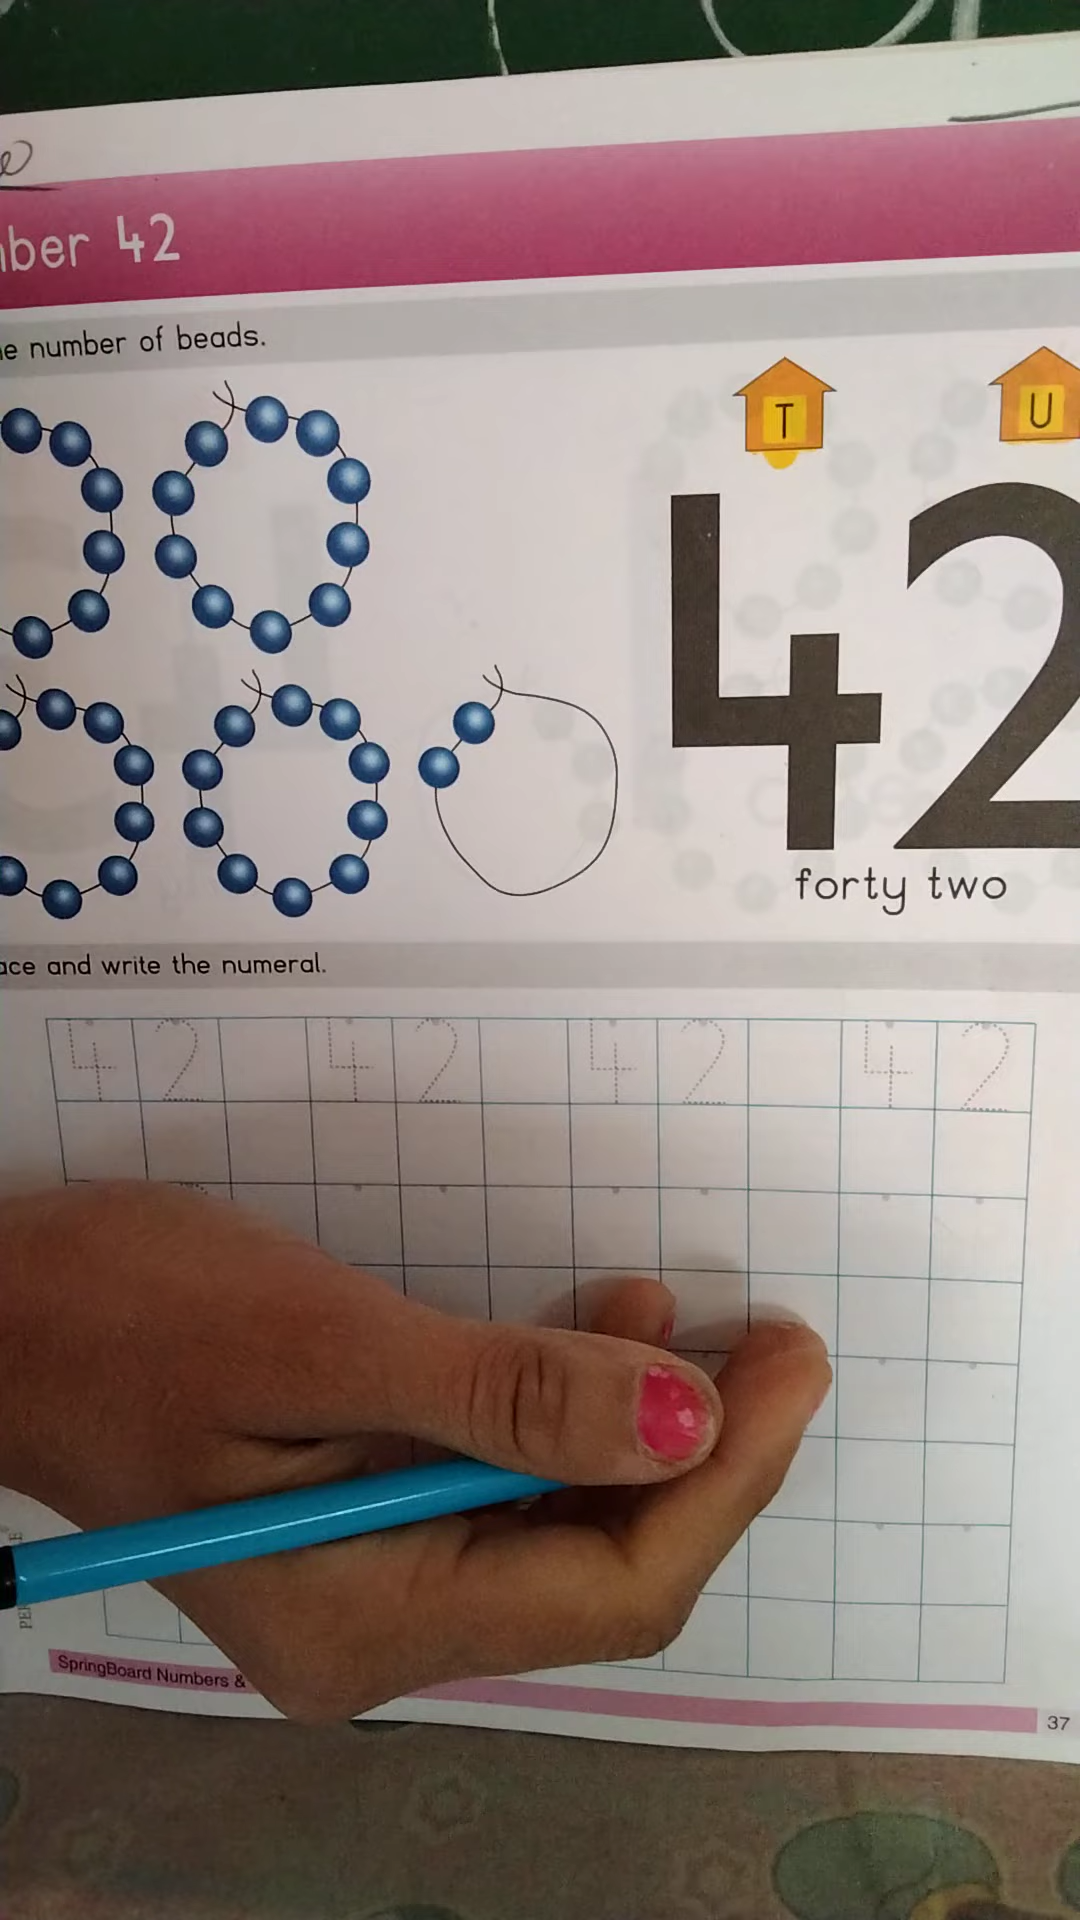 ber 42
e number of beads.
T U
42
forty two
ace and write the numeral.
4 2 4 2 4 2 4 2
SpringBoard Numbers &
37